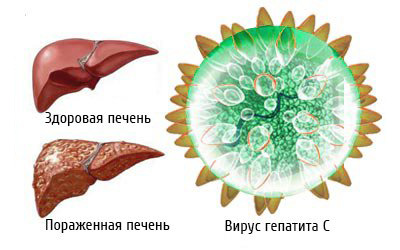 Здоровая печень
Пораженная печень
Вирус гепатита С